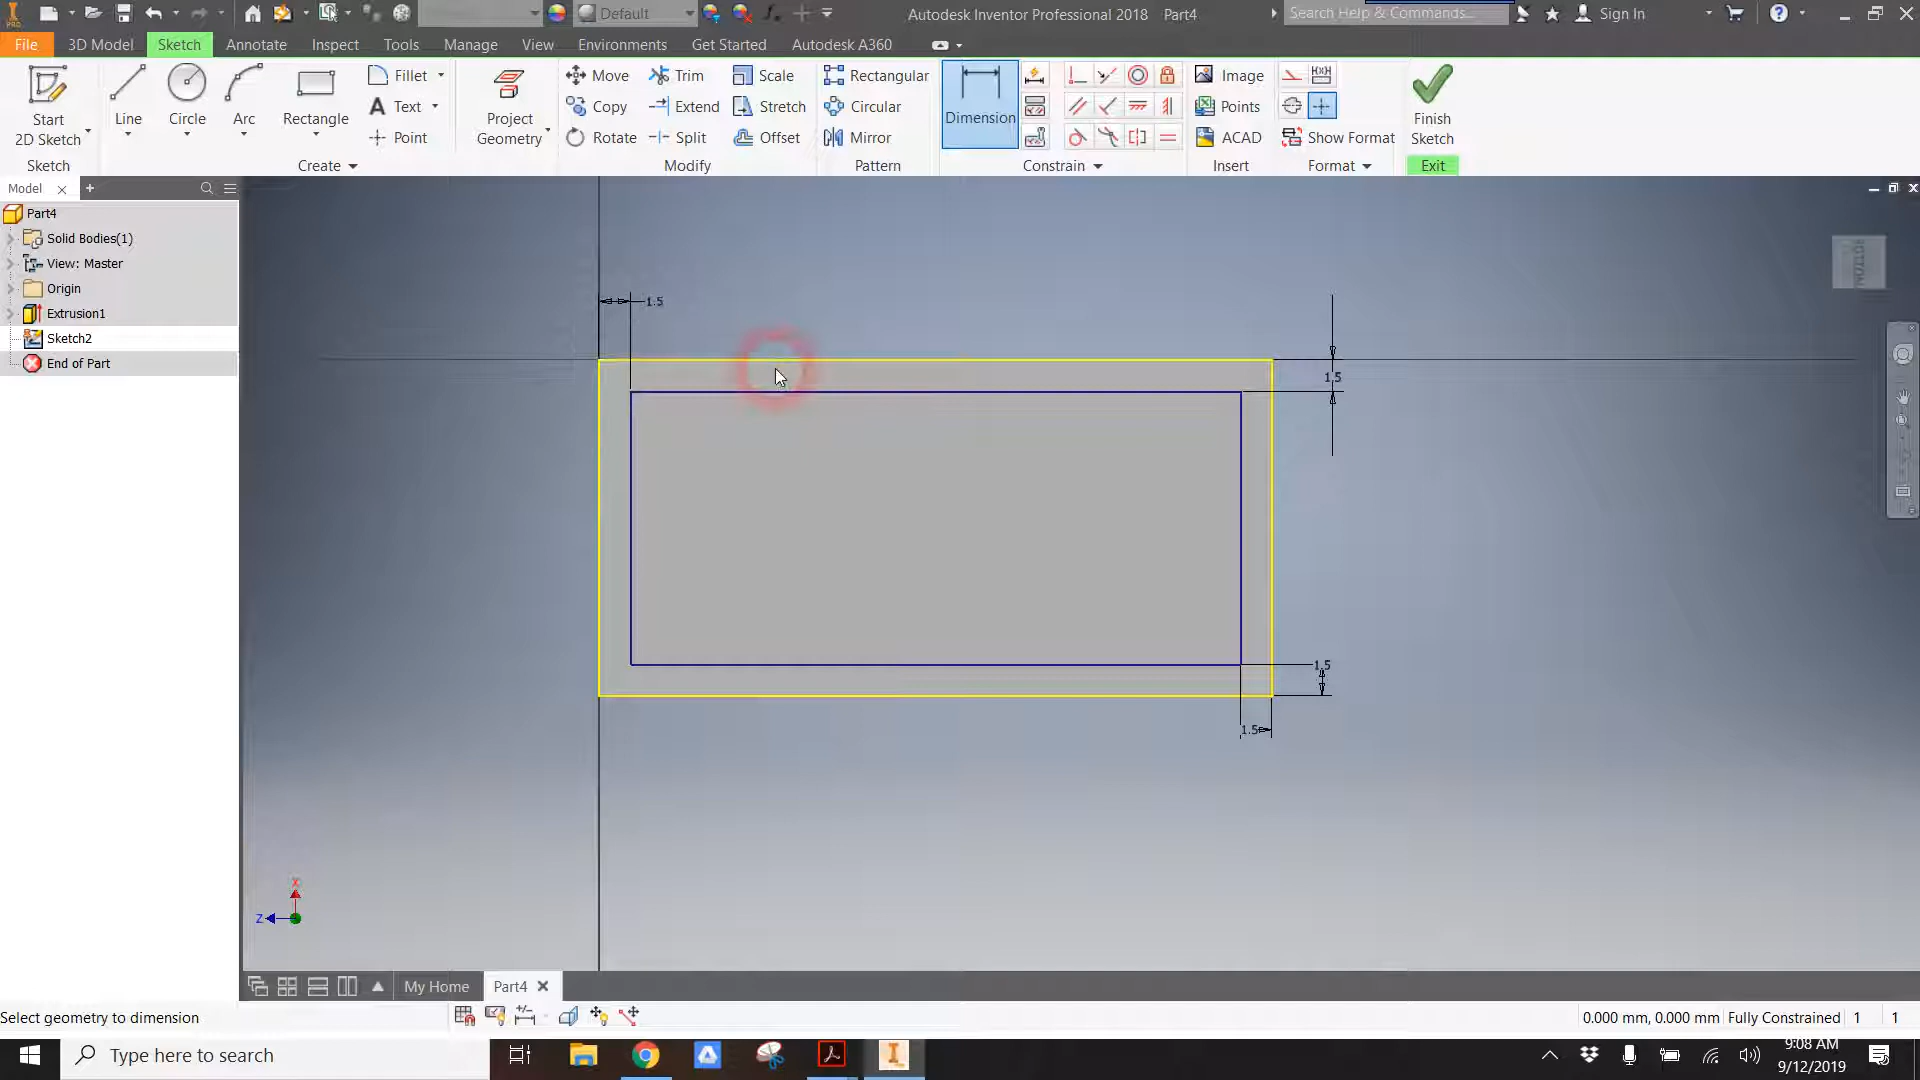 PRO
Default
Autodesk Inventor Professional 2018 Part4
Search Help & Commands...
Sign In
File 3D Model Sketch Annotate Inspect Tools Manage View Environments Get Started Autodesk A360
Start
2D Sketch
Line
Circle
Arc
Rectangle
Fillet
Text
Point
Project
Geometry
Move
Copy
Rotate
Trim
Extend
Split
Scale
Stretch
Offset
Rectangular
Circular
Mirror
Dimension
Image
Points
ACAD
Show Format
Finish
Sketch
Sketch Create Modify Pattern Constrain Insert Format Exit
Model
Part4
Solid Bodies(1)
View: Master
Origin
Extrusion1
Sketch2
End of Part
1.5
1.5
1.5
1.5
BOTTOM
X
Z
My Home Part4
Select geometry to dimension
0.000 mm, 0.000 mm Fully Constrained 1 1
Type here to search
9:08 AM
9/12/2019